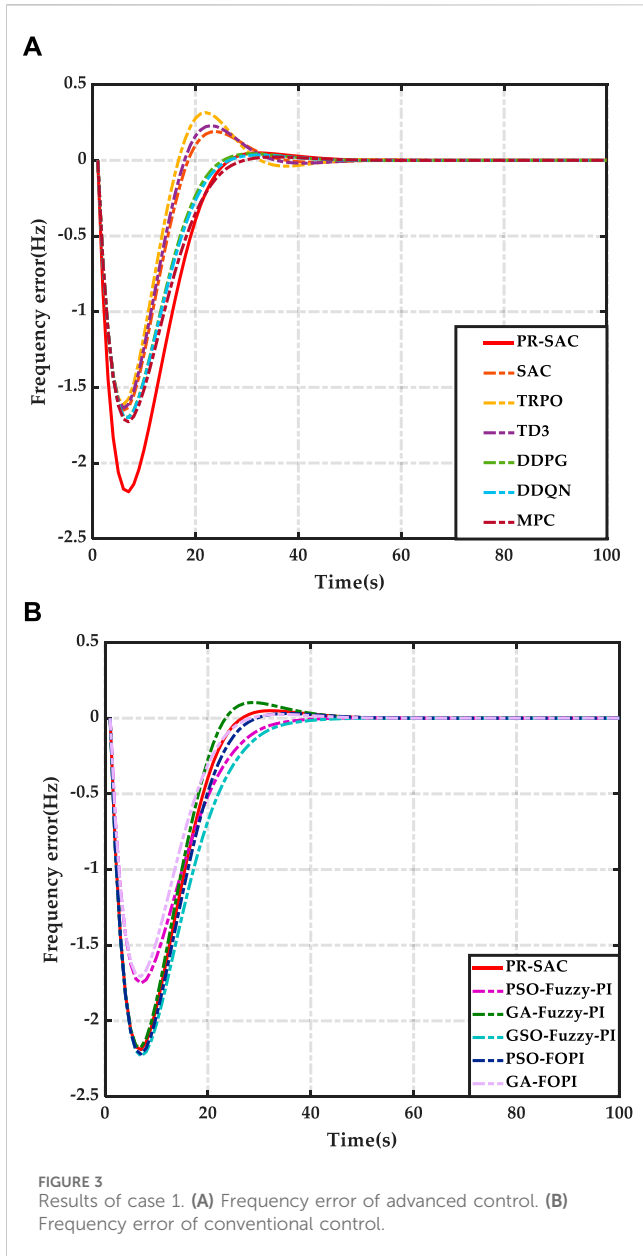 A
0.5
0
-0.5
-1
-1.5
-2
-2.5
Frequency error(Hz)
PR-SAC
SAC
TRPO
TD3
DDPG
DDQN
MPC
0 20 40 60 80 100
Time(s)
B
0.5
0
-0.5
-1
-1.5
-2
-2.5
Frequency error(Hz)
PR-SAC
PSO-Fuzzy-PI
GA-Fuzzy-PI
GSO-Fuzzy-PI
PSO-FOPI
GA-FOPI
0 20 40 60 80 100
Time(s)
FIGURE 3
Results of case 1. (A) Frequency error of advanced control. (B)
Frequency error of conventional control.